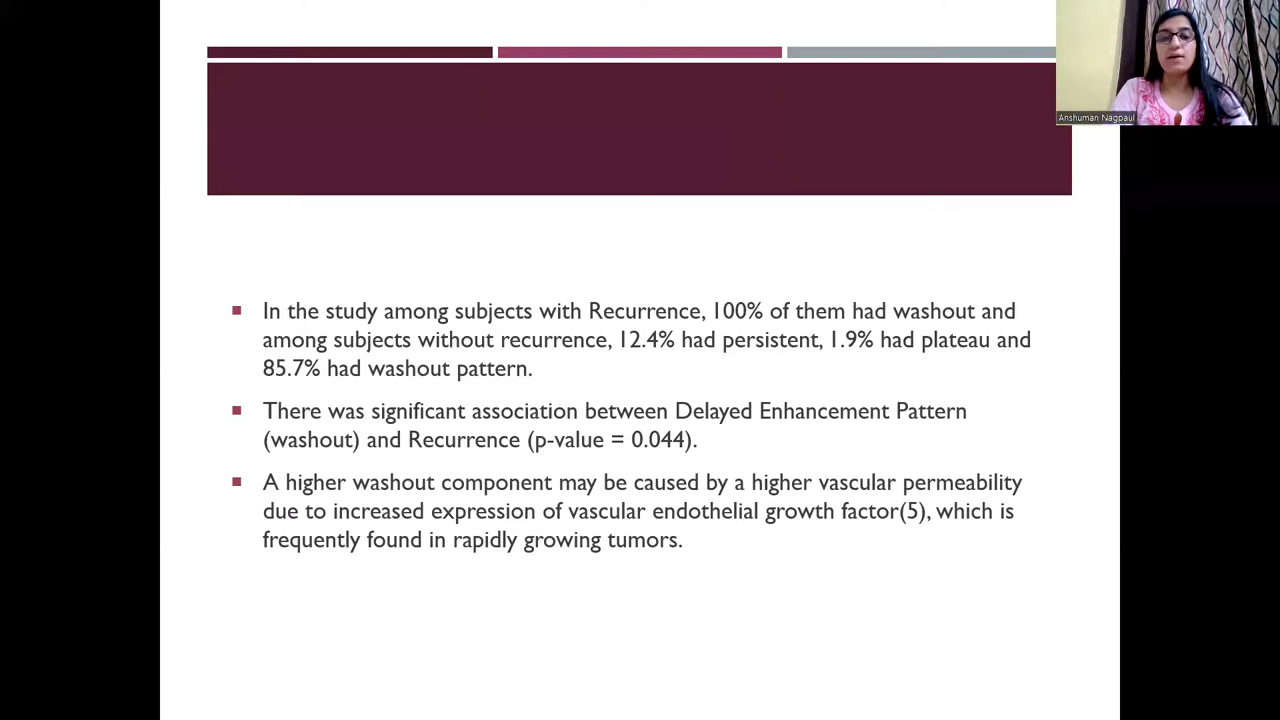 Anshuman Nagpaul
In the study among subjects with Recurrence, 100% of them had washout and
among subjects without recurrence, 12.4% had persistent, 1.9% had plateau and
85.7% had washout pattern.
There was significant association between Delayed Enhancement Pattern
(washout) and Recurrence (p-value = 0.044).
A higher washout component may be caused by a higher vascular permeability
due to increased expression of vascular endothelial growth factor(5), which is
frequently found in rapidly growing tumors.